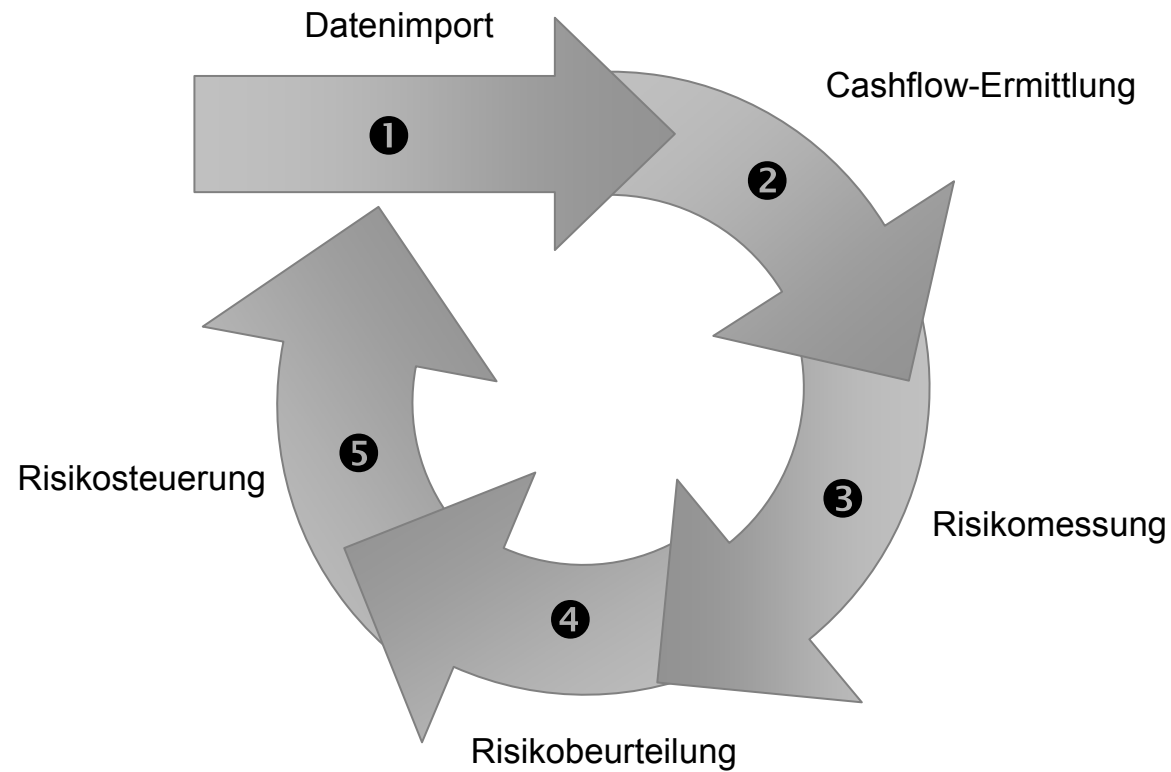 Datenimport
❶
Cashflow-Ermittlung
❷
❸
Risikomessung
❹
Risikobeurteilung
❺
Risikosteuerung